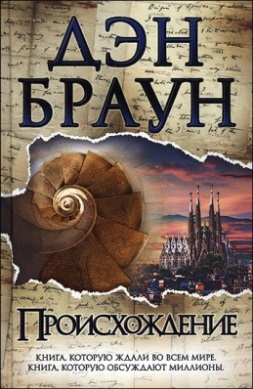 ДЭН
БРАУН
ПРОИСХОЖДЕНИЕ
КНИГА, КОТОРУЮ ЖДАЛИ ВО ВСЕМ МИРЕ.
КНИГА, КОТОРУЮ ОБСУЖДАЮТ МИЛЛИОНЫ.